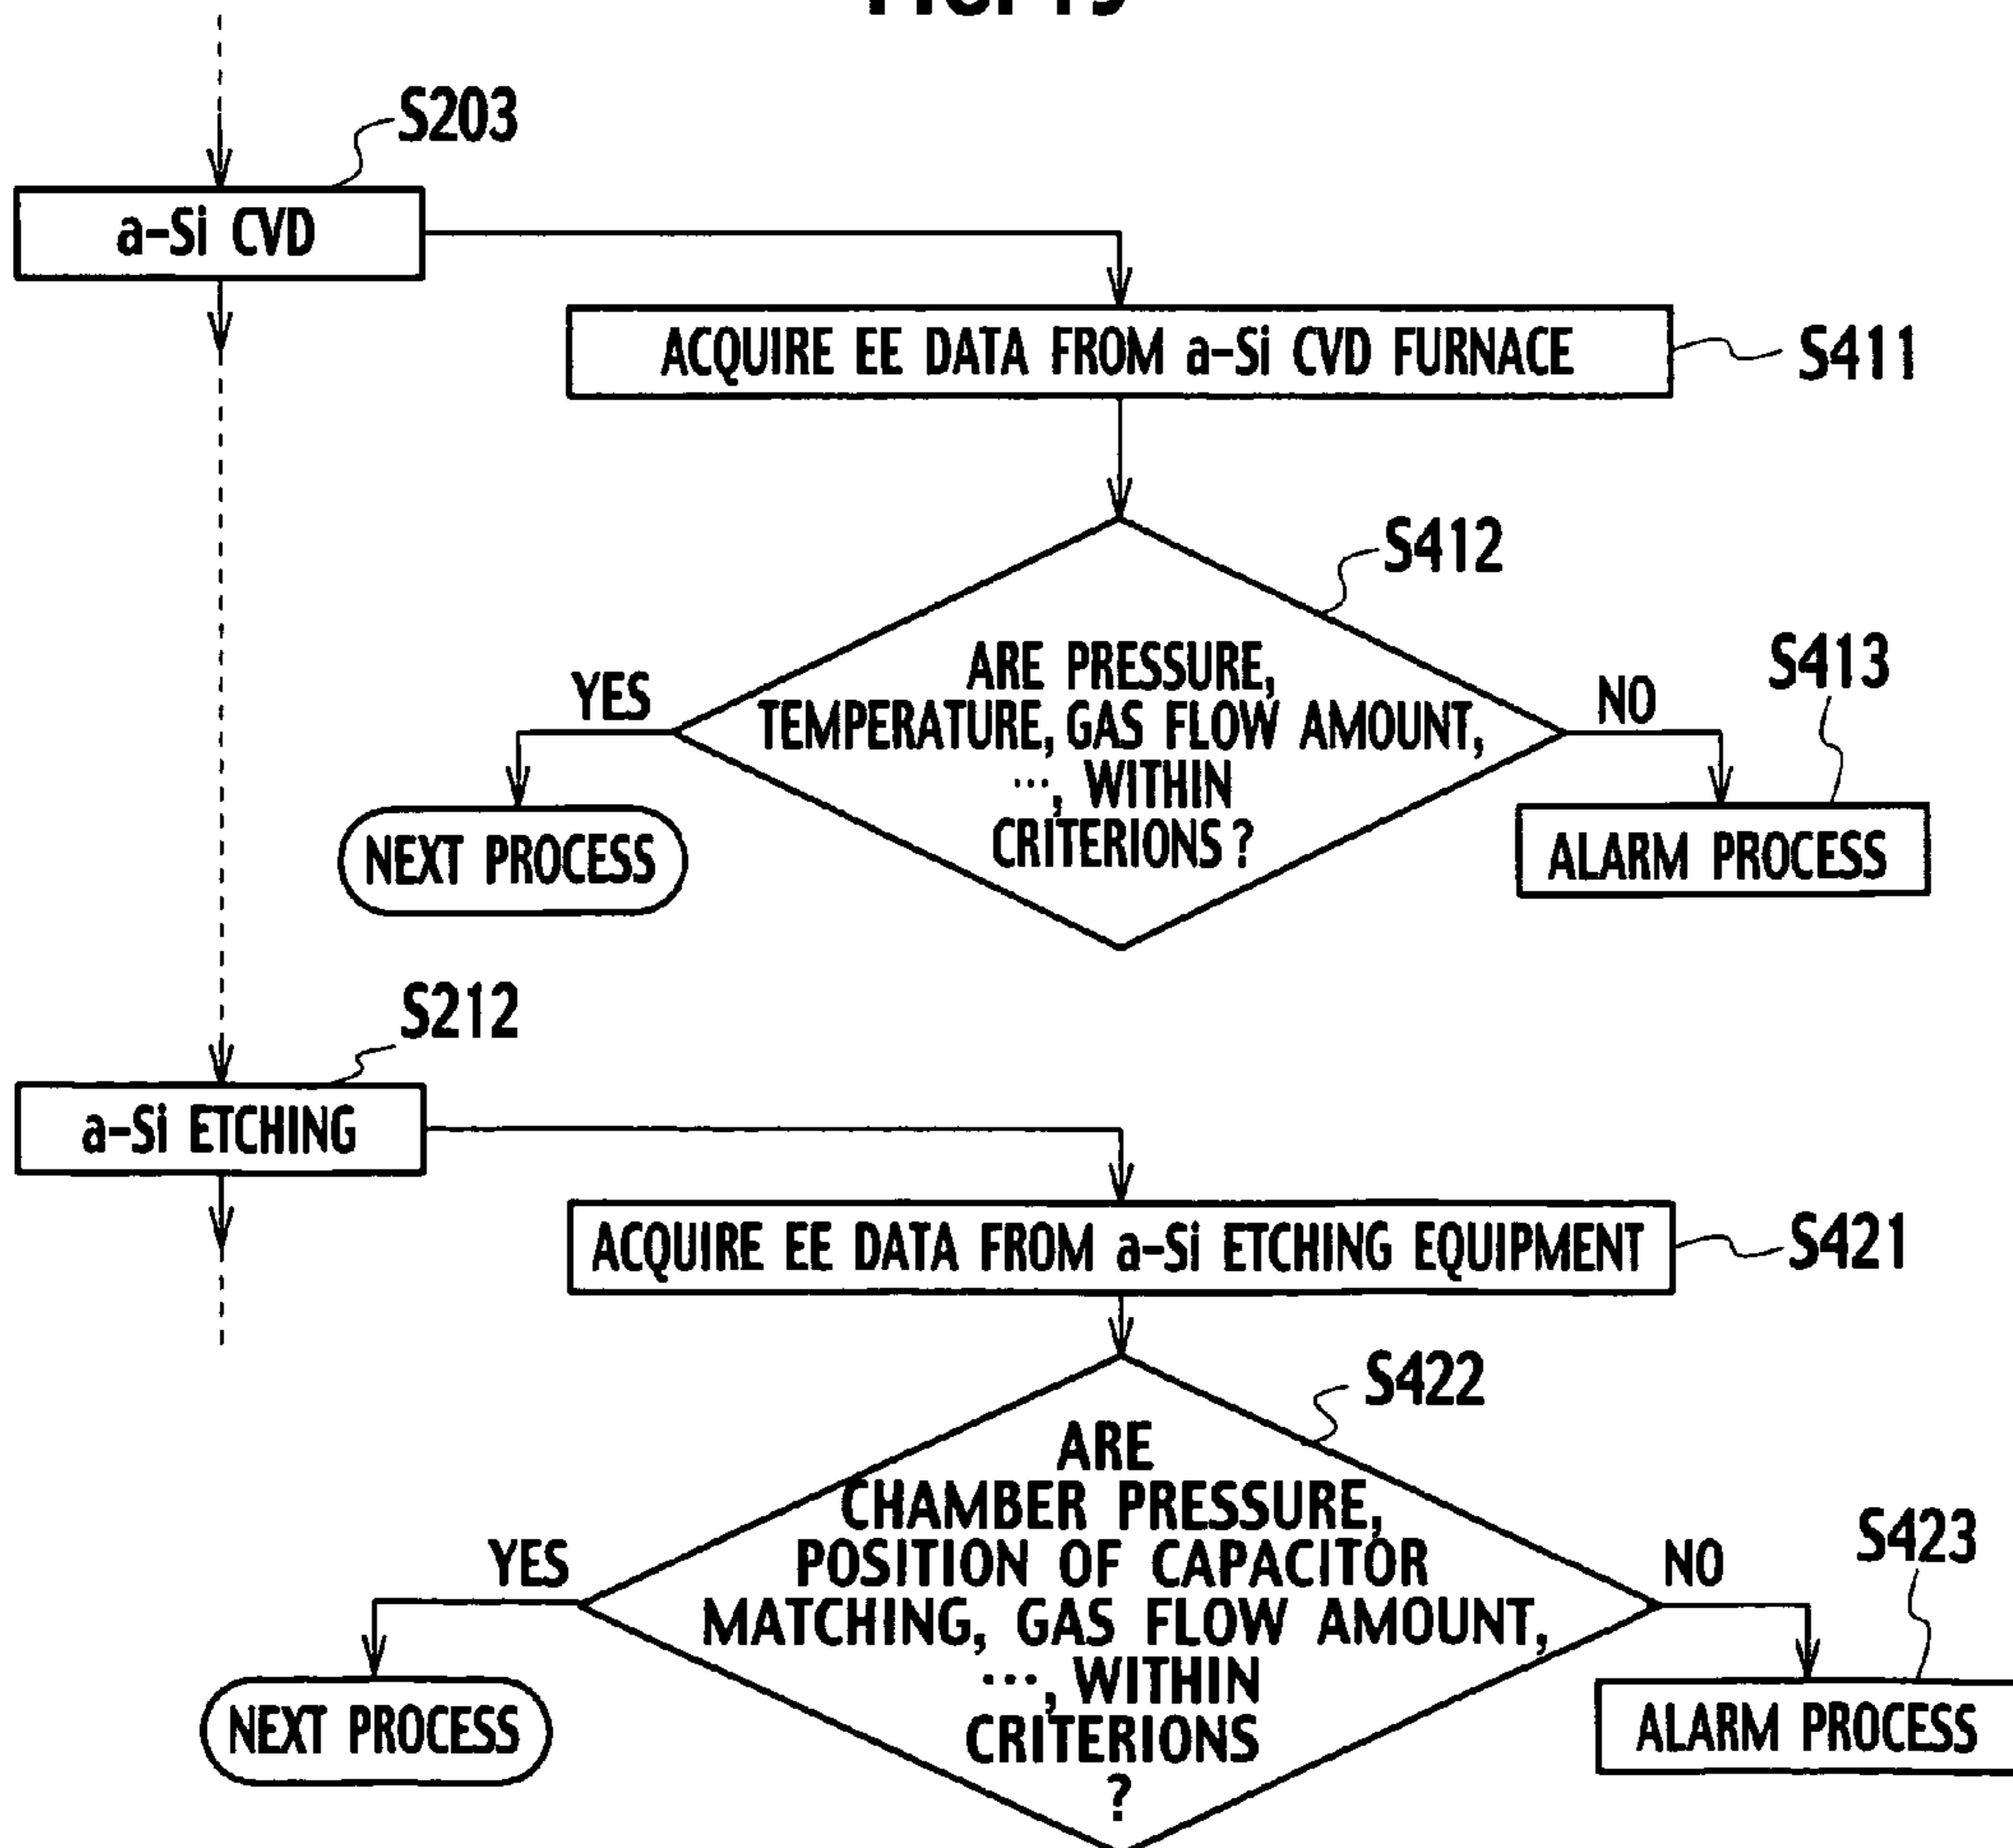 S203
a-Si CVD
ACQUIRE EE DATA FROM a-Si CVD FURNACE
S411
S412
ARE PRESSURE,
TEMPERATURE, GAS FLOW AMOUNT,
..., WITHIN
CRITERIONS?
YES
NO
S413
NEXT PROCESS
ALARM PROCESS
S212
a-Si ETCHING
ACQUIRE EE DATA FROM a-Si ETCHING EQUIPMENT
S421
S422
ARE
CHAMBER PRESSURE,
POSITION OF CAPACITOR
MATCHING, GAS FLOW AMOUNT,
..., WITHIN
CRITERIONS
?
YES
NO
S423
NEXT PROCESS
ALARM PROCESS